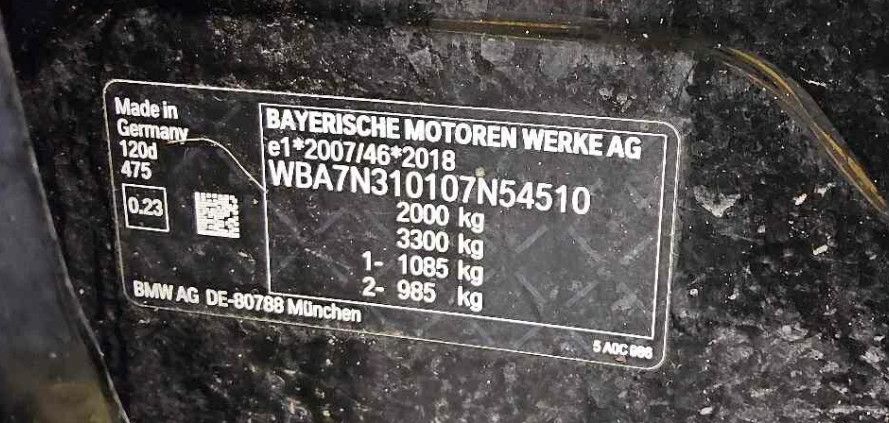 Made in
Germany
120d
475
0.23
BAYERISCHE MOTOREN WERKE AG
e1*2007/46*2018
WBA7N310107N54510
2000 kg
3300 kg
1- 1085 kg
2- 985 kg
BMW AG DE-80788 München